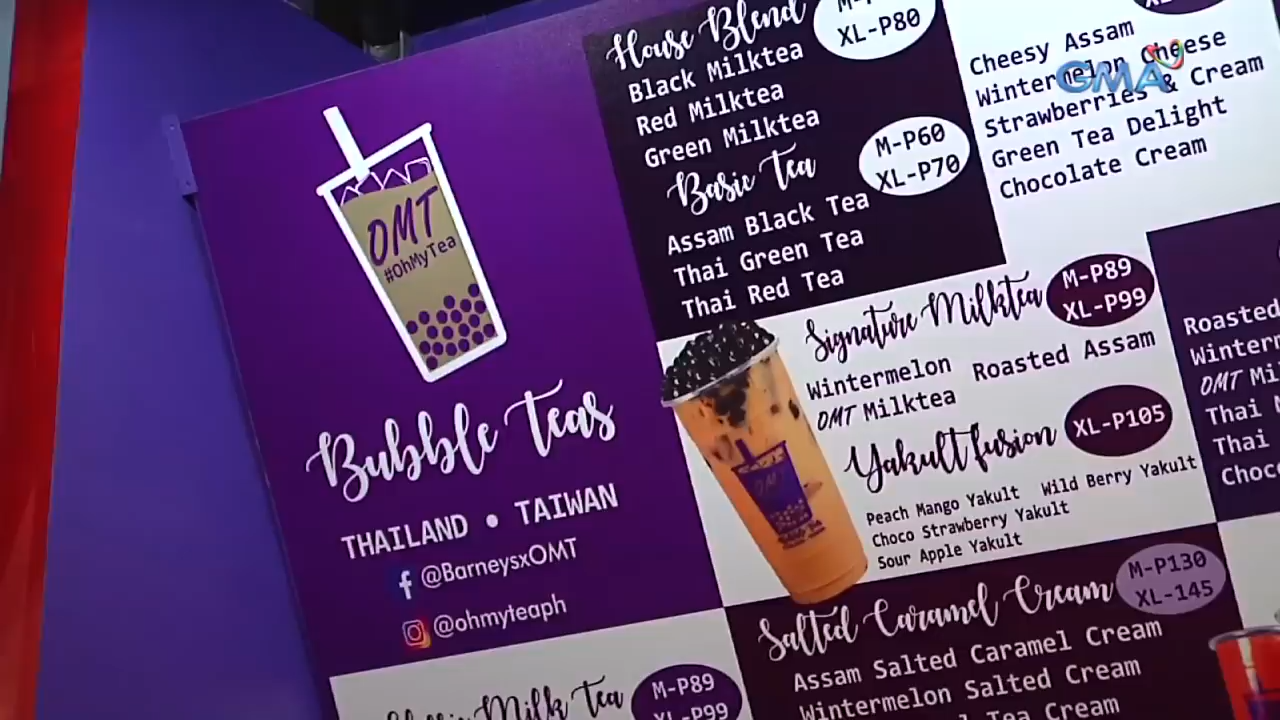 OMT
#OhMyTea
Bubble Teas
THAILAND • TAIWAN
@BarneysxOMT
@ohmyteaph
House Blend
XL-P80
Black Milktea
Red Milktea
Green Milktea
Basic Tea
M-P60
XL-P70
Assam Black Tea
Thai Green Tea
Thai Red Tea
Cheesy Assam
Wintermelon Cheese
Strawberries & Cream
Green Tea Delight
Chocolate Cream
GMA
Signature Milktea
M-P89
XL-P99
Wintermelon Roasted Assam
OMT Milktea
Yakult fusion
XL-P105
Peach Mango Yakult Wild Berry Yakult
Choco Strawberry Yakult
Sour Apple Yakult
Salted Caramel Cream
M-P130
XL-145
Assam Salted Caramel Cream
Wintermelon Salted Cream
Tea Cream
Milk Tea
M-P89
XL-P99
Roasted
OMT
Thai
Thai